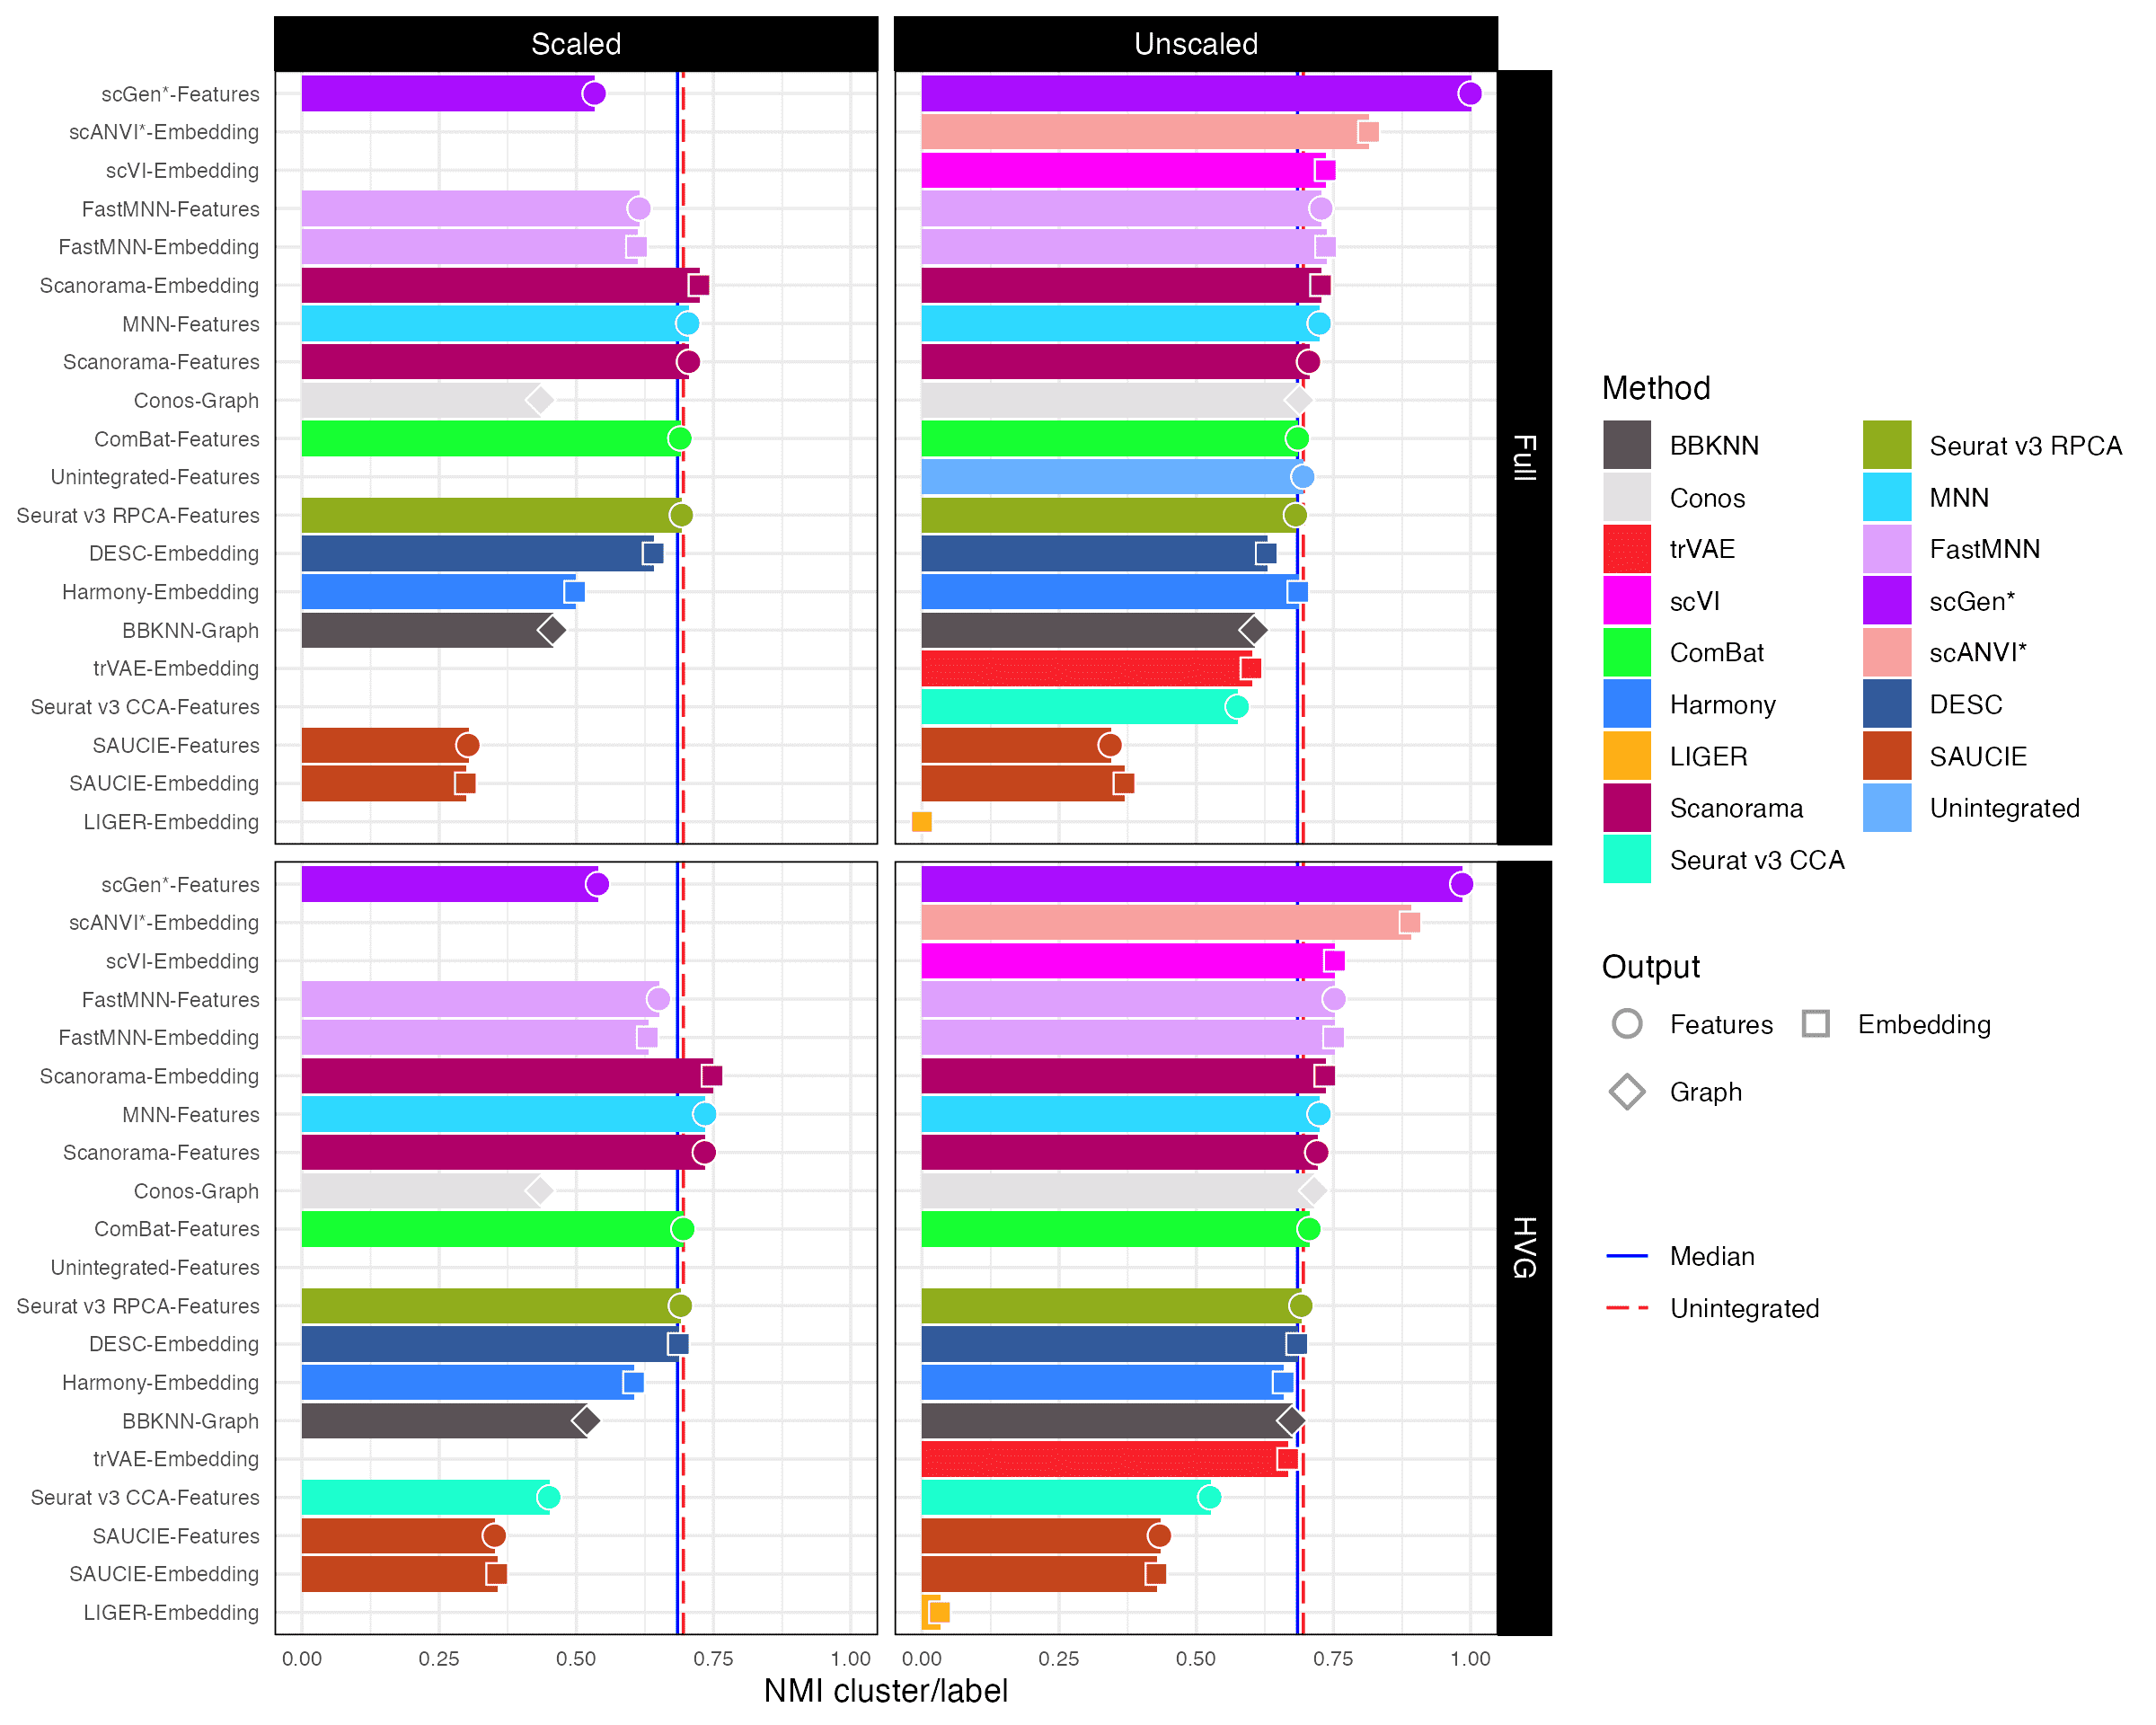 Scaled
Unscaled
scGen*-Features
scANVI*-Embedding
scVI-Embedding
FastMNN-Features
FastMNN-Embedding
Scanorama-Embedding
MNN-Features
Scanorama-Features
Conos-Graph
ComBat-Features
Unintegrated-Features
Seurat v3 RPCA-Features
DESC-Embedding
Harmony-Embedding
BBKNN-Graph
trVAE-Embedding
Seurat v3 CCA-Features
SAUCIE-Features
SAUCIE-Embedding
LIGER-Embedding
Full
scGen*-Features
scANVI*-Embedding
scVI-Embedding
FastMNN-Features
FastMNN-Embedding
Scanorama-Embedding
MNN-Features
Scanorama-Features
Conos-Graph
ComBat-Features
Unintegrated-Features
Seurat v3 RPCA-Features
DESC-Embedding
Harmony-Embedding
BBKNN-Graph
trVAE-Embedding
Seurat v3 CCA-Features
SAUCIE-Features
SAUCIE-Embedding
LIGER-Embedding
HVG
0.00 0.25 0.50 0.75 1.00 0.00 0.25 0.50 0.75 1.00
NMI cluster/label
Method
BBKNN
Conos
trVAE
scVI
ComBat
Harmony
LIGER
Scanorama
Seurat v3 CCA
Seurat v3 RPCA
MNN
FastMNN
scGen*
scANVI*
DESC
SAUCIE
Unintegrated
Output
Features
Embedding
Graph
Median
Unintegrated